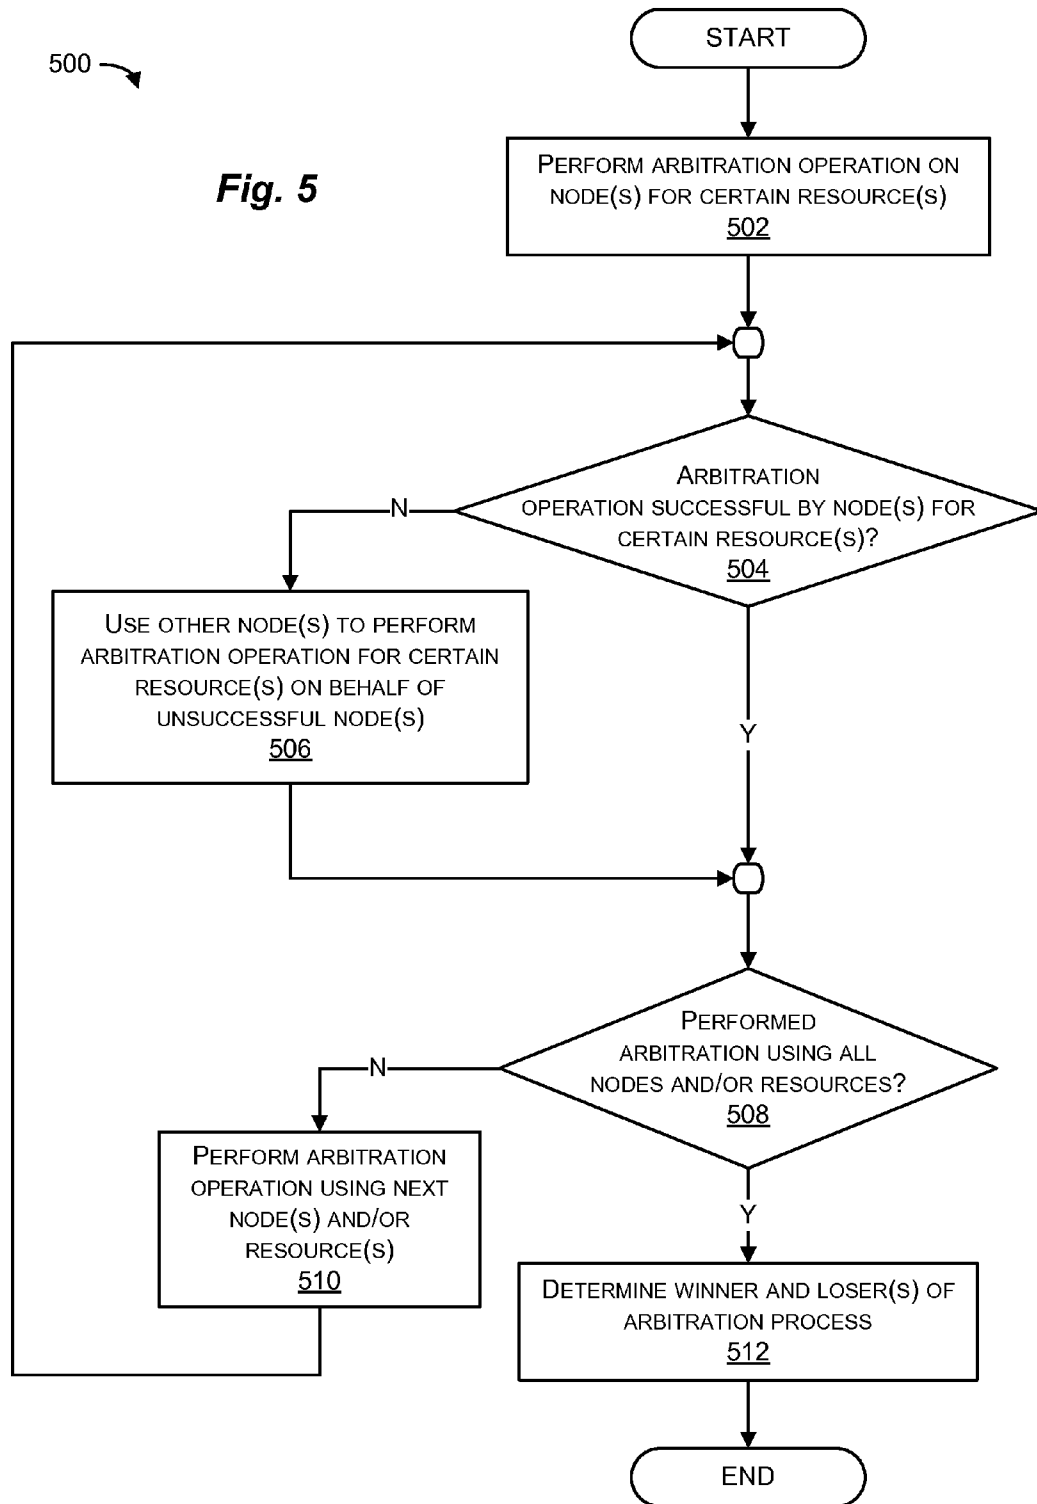 START
500
Fig. 5
PERFORM ARBITRATION OPERATION ON
NODE(S) FOR CERTAIN RESOURCE(S)
502
ARBITRATION
OPERATION SUCCESSFUL BY NODE(S) FOR
CERTAIN RESOURCE(S)?
504
N
USE OTHER NODE(S) TO PERFORM
ARBITRATION OPERATION FOR CERTAIN
RESOURCE(S) ON BEHALF OF
UNSUCCESSFUL NODE(S)
506
Y
PERFORMED
ARBITRATION USING ALL
NODES AND/OR RESOURCES?
508
N
PERFORM ARBITRATION
OPERATION USING NEXT
NODE(S) AND/OR
RESOURCE(S)
510
Y
DETERMINE WINNER AND LOSER(S) OF
ARBITRATION PROCESS
512
END